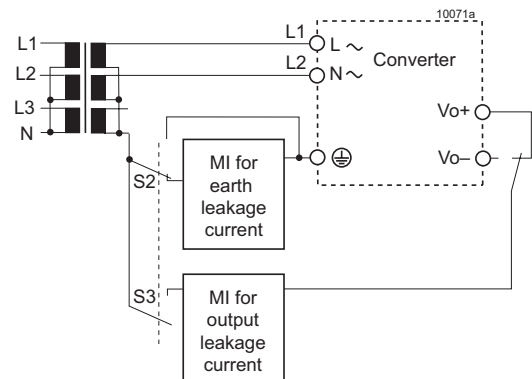 10071a
L1
L1
L ∼
Converter
L2
L2
N ∼
L3
N
Vo+
Vo–
MI for
earth
leakage
current
S2
S3
MI for
output
leakage
current